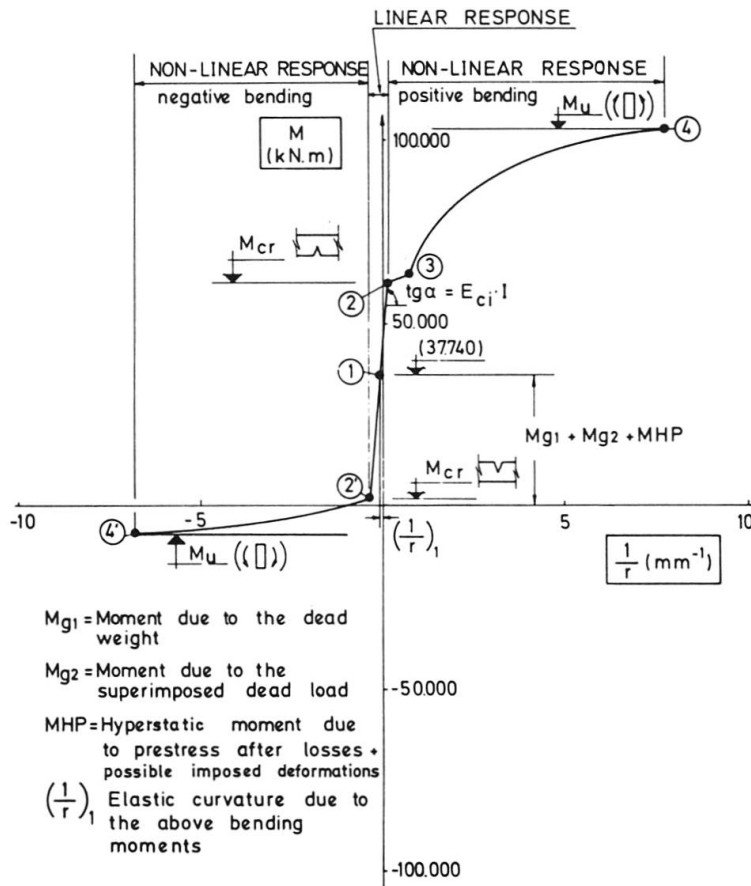 LINEAR RESPONSE
NON-LINEAR RESPONSE
NON-LINEAR RESPONSE
negative bending
positive bending
M
(kN.m)
Mu
4
100.000
Mcr
3
2
tgα = Eci·I
50.000
(37.740)
1
Mg1 + Mg2 + MHP
Mcr
2'
-10
-5
5
10
4'
Mu
(1/r)1
1/r (mm-1)
Mg1 = Moment due to the dead
weight
Mg2 = Moment due to the
superimposed dead load
-50.000
MHP = Hyperstatic moment due
to prestress after losses +
possible imposed deformations
(1/r)1 Elastic curvature due to
the above bending
moments
-100.000